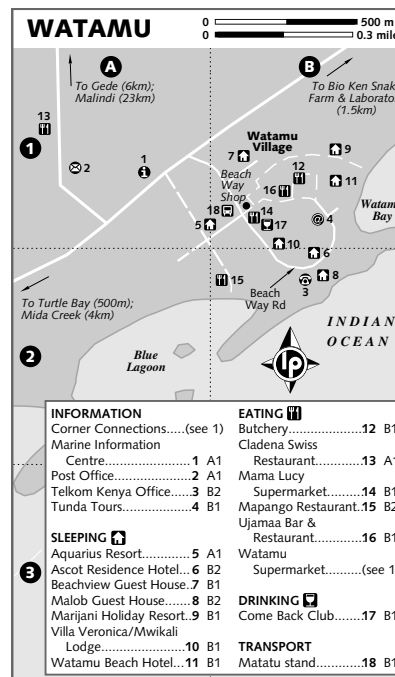 WATAMU
0 500 m
0 0.3 mile
A
B
To Gede (6km);
Malindi (23km)
To Bio Ken Snak
Farm & Laborato
(1.5km)
13
1
2
1
Watamu
Village
7
9
12
11
16
Beach
Way
Shop
18
14
17
4
5
10
Watam
Bay
6
8
3
15
Beach
Way Rd
To Turtle Bay (500m);
Mida Creek (4km)
INDIAN
OCEAN
2
Blue
Lagoon
lp
3
INFORMATION
Corner Connections.....(see 1)
Marine Information
Centre.....................1 A1
Post Office...............2 A1
Telkom Kenya Office....3 B2
Tunda Tours..............4 B1
SLEEPING
Aquarius Resort............5 A1
Ascot Residence Hotel...6 B2
Beachview Guest House..7 B1
Malob Guest House.......8 B2
Marijani Holiday Resort..9 B1
Villa Veronica/Mwikali
Lodge......................10 B1
Watamu Beach Hotel...11 B1
EATING
Butchery....................12 B1
Cladena Swiss
Restaurant..............13 A1
Mama Lucy
Supermarket...........14 B1
Mapango Restaurant.15 B2
Ujamaa Bar &
Restaurant..............16 B1
Watamu
Supermarket..........(see 1
DRINKING
Come Back Club........17 B1
TRANSPORT
Matatu stand............18 B1